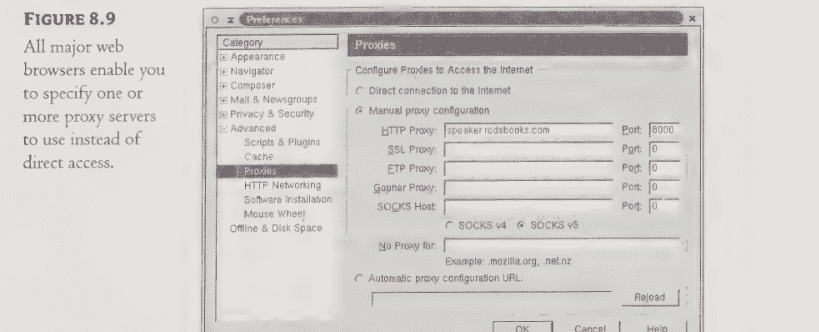 FIGURE 8.9
All major web
browsers enable you
to specify one or
more proxy servers
to use instead of
direct access.
Preferences
Category
Appearance
Navigator
Composer
Mail & Newsgroups
Privacy & Security
Advanced
Scripts & Plugins
Cache
Proxies
HTTP Networking
Software Installation
Mouse Wheel
Offline & Disk Space
Proxies
Configure Proxies to Access the Internet
Direct connection to the Internet
Manual proxy configuration
HTTP Proxy: speaker.rodsbooks.com Port: 8000
SSL Proxy: Port: 0
FTP Proxy: Port: 0
Gopher Proxy: Port: 0
SOCKS Host: Port: 0
SOCKS v4 SOCKS v5
No Proxy for:
Example: .mozilla.org, .net.nz
Automatic proxy configuration URL:
Reload
OK Cancel Help